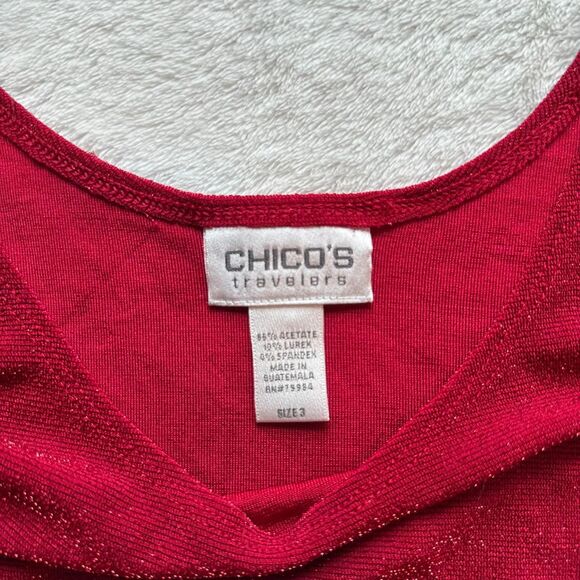 CHICO'S
travelers
86% ACETATE
10% LUREX
4% SPANDEX
MADE IN
GUATEMALA
RN#79984
SIZE 3